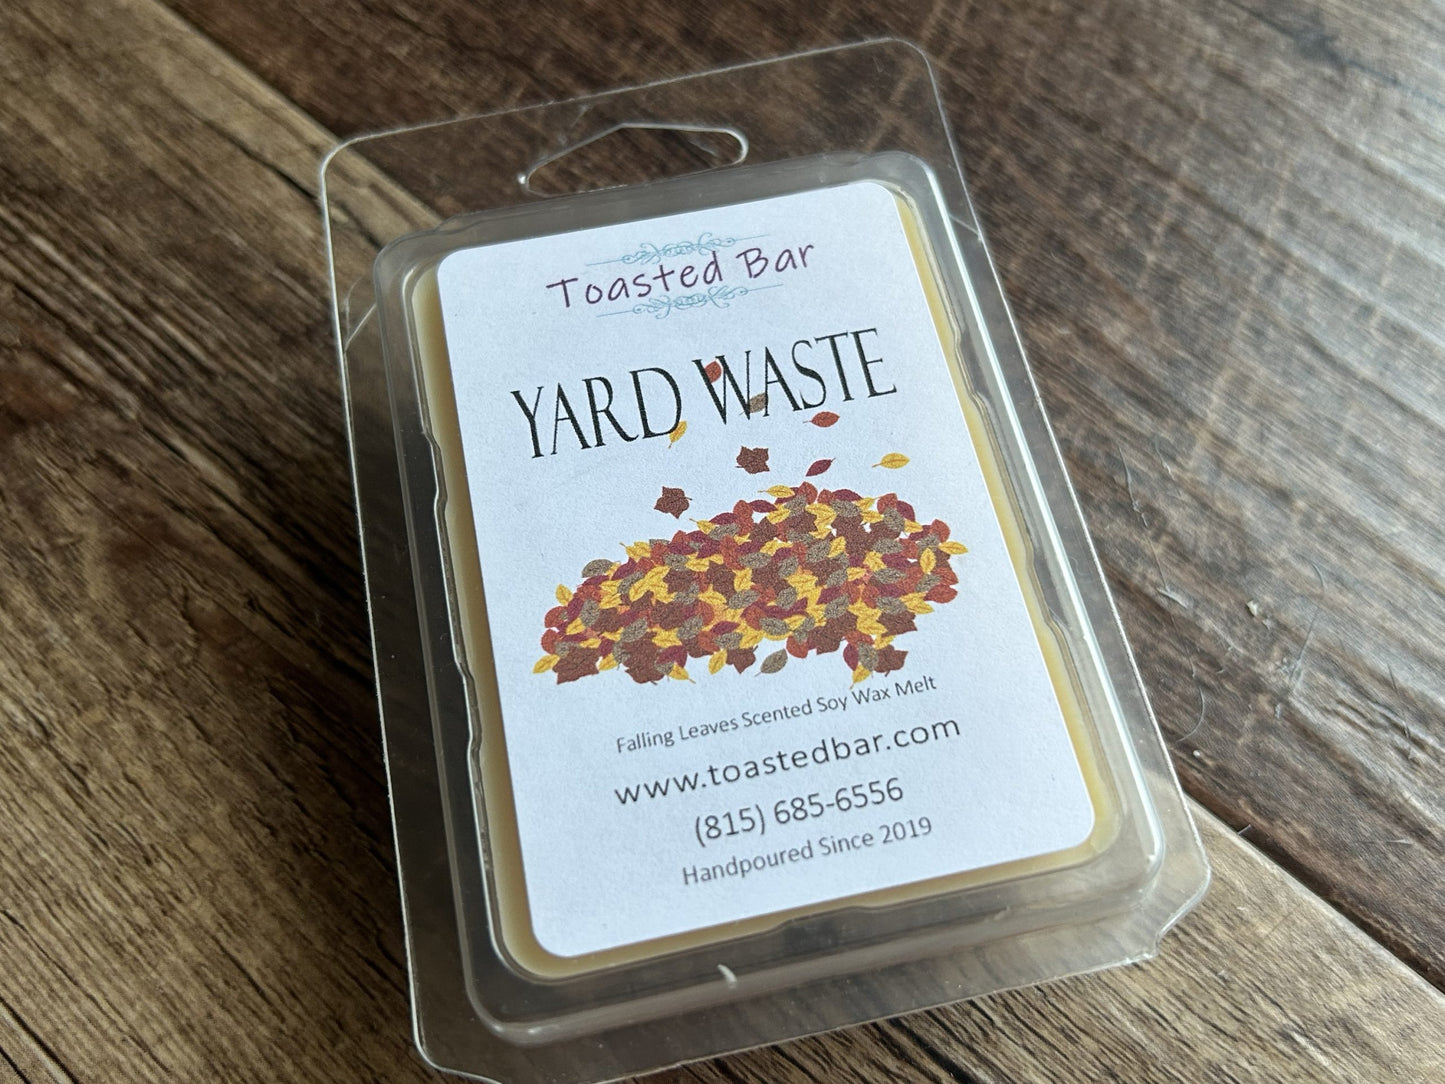 Toasted Bar
YARD WASTE
Falling Leaves Scented Soy Wax Melt
www.toastedbar.com
(815) 685-6556
Handpoured Since 2019